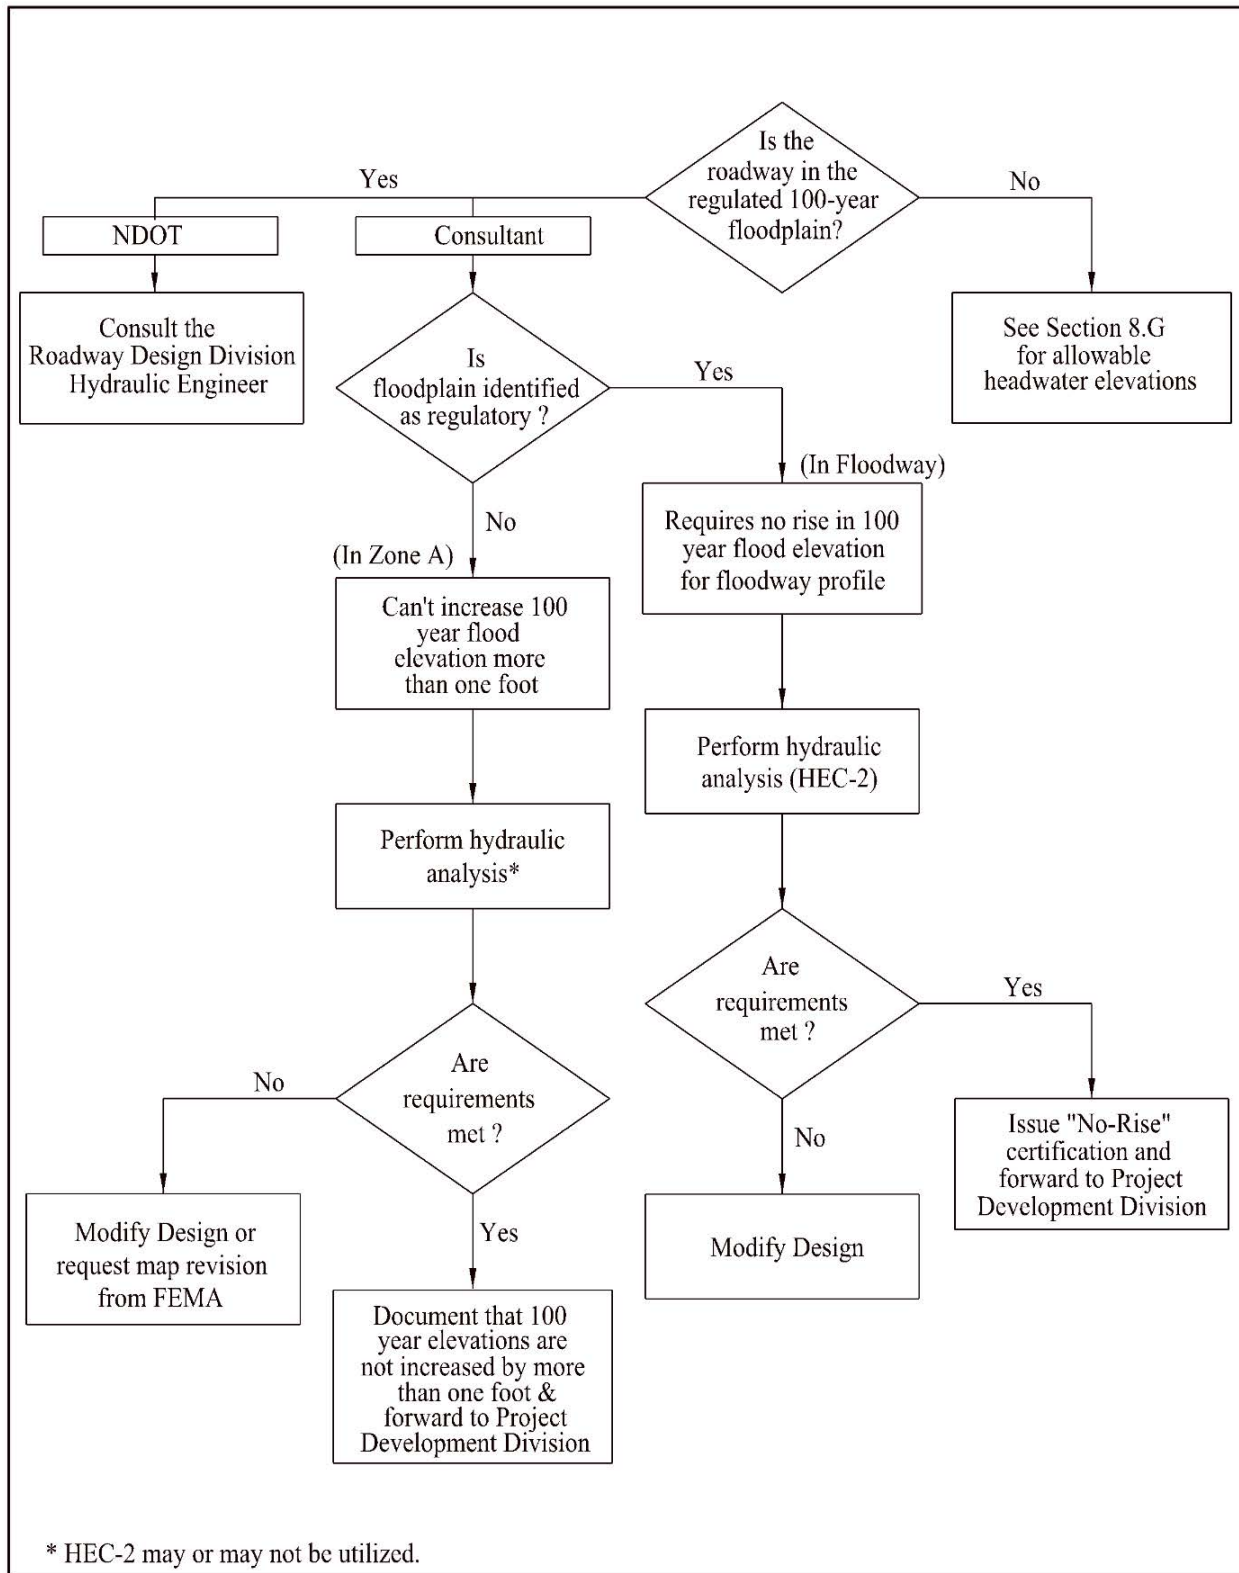 Is the
roadway in the
regulated 100-year
floodplain?
Yes
No
NDOT
Consultant
Consult the
Roadway Design Division
Hydraulic Engineer
See Section 8.G
for allowable
headwater elevations
Is
floodplain identified
as regulatory ?
Yes
(In Floodway)
No
(In Zone A)
Requires no rise in 100
year flood elevation
for floodway profile
Can't increase 100
year flood
elevation more
than one foot
Perform hydraulic
analysis (HEC-2)
Perform hydraulic
analysis*
Are
requirements
met ?
Yes
No
Are
requirements
met ?
No
Yes
Issue "No-Rise"
certification and
forward to Project
Development Division
Modify Design
Modify Design or
request map revision
from FEMA
Document that 100
year elevations are
not increased by more
than one foot &
forward to Project
Development Division
* HEC-2 may or may not be utilized.